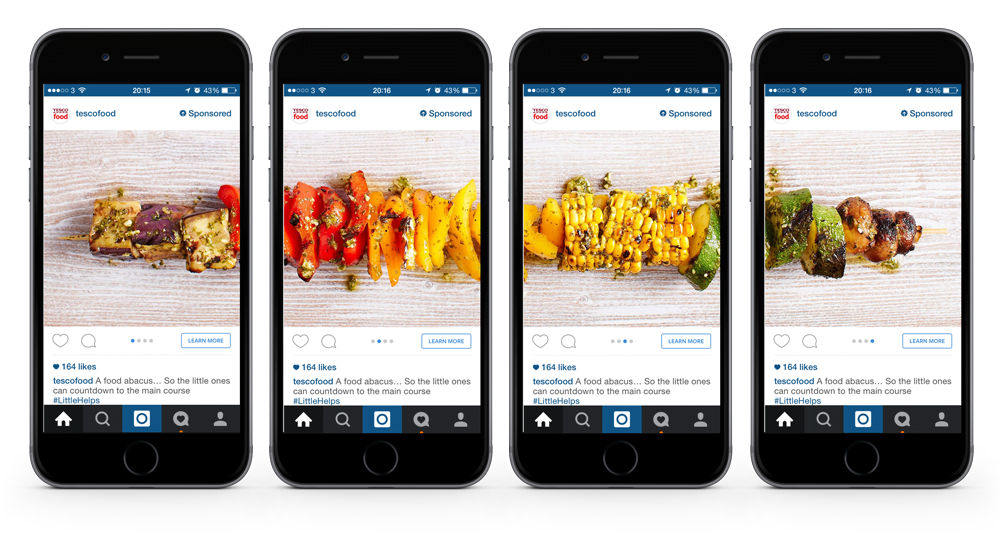 3 20:15 43%
TESCO
food
tescofood Sponsored
LEARN MORE
164 likes
tescofood A food abacus... So the little ones
can countdown to the main course
#LittleHelps
3 20:16 43%
TESCO
food
tescofood Sponsored
LEARN MORE
164 likes
tescofood A food abacus... So the little ones
can countdown to the main course
#LittleHelps
3 20:16 43%
TESCO
food
tescofood Sponsored
LEARN MORE
164 likes
tescofood A food abacus... So the little ones
can countdown to the main course
#LittleHelps
3 20:16 43%
TESCO
food
tescofood Sponsored
LEARN MORE
164 likes
tescofood A food abacus... So the little ones
can countdown to the main course
#LittleHelps